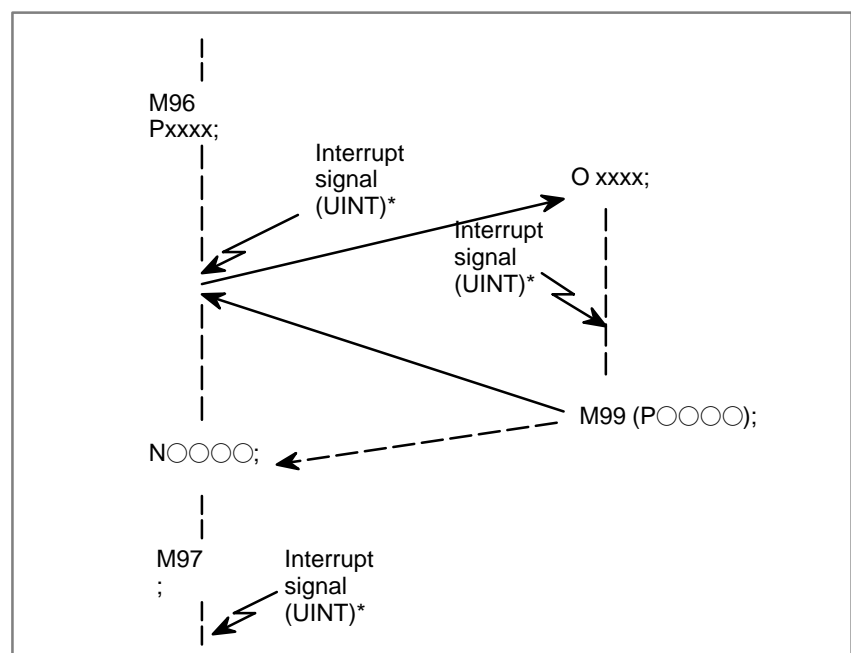 M96
Pxxxx;
Interrupt
signal
(UINT)*
O xxxx;
Interrupt
signal
(UINT)*
M99 (P○○○○);
N○○○○;
M97
;
Interrupt
signal
(UINT)*